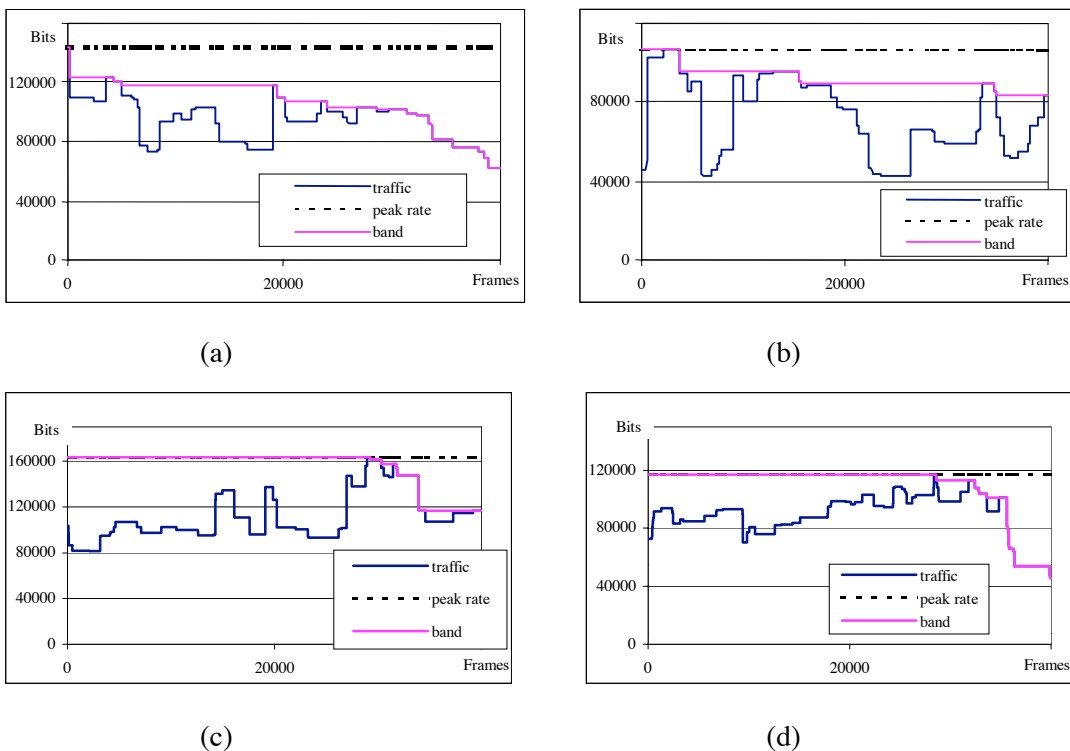 Bits
120000
80000
40000
0
traffic
peak rate
band
0
20000
Frames
(a)
Bits
80000
40000
0
traffic
peak rate
band
0
20000
Frames
(b)
Bits
160000
120000
80000
40000
0
traffic
peak rate
band
0
20000
Frames
(c)
Bits
120000
80000
40000
0
traffic
peak rate
band
0
20000
Frames
(d)